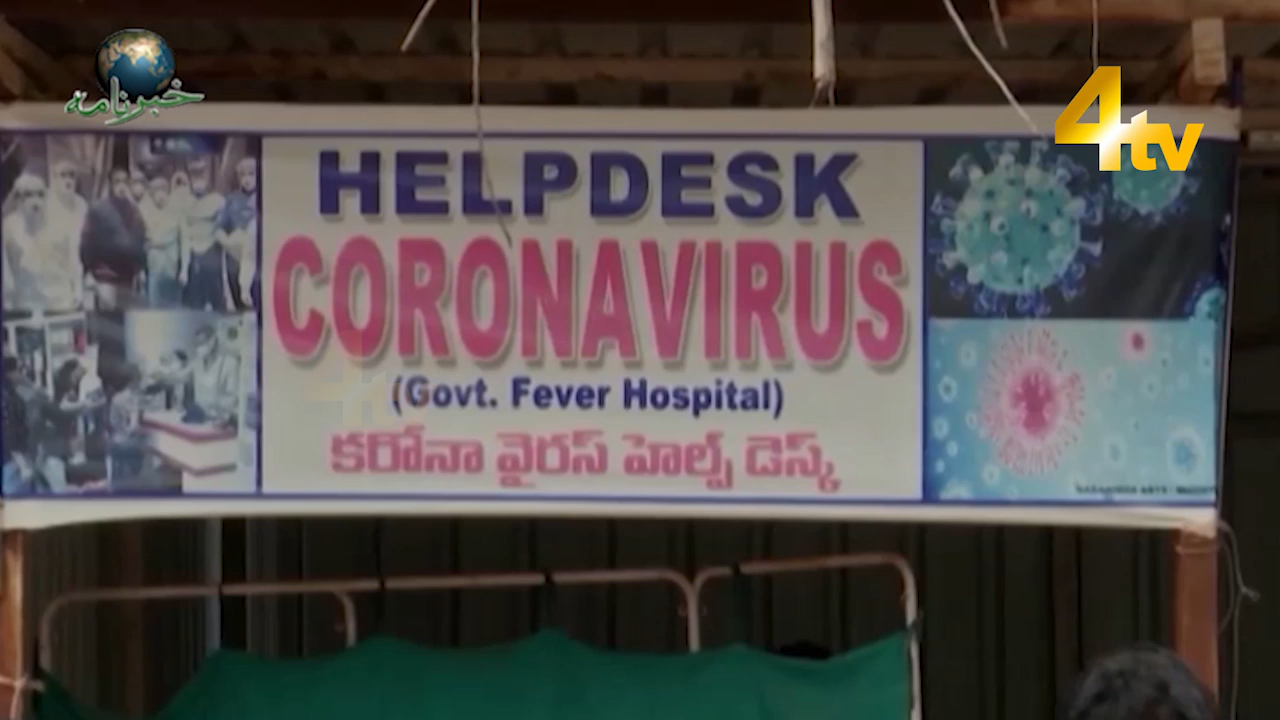 خبرنامہ
4tv
HELPDESK
CORONAVIRUS
(Govt. Fever Hospital)
కరోనా వైరస్ హెల్ప్ డెస్క్